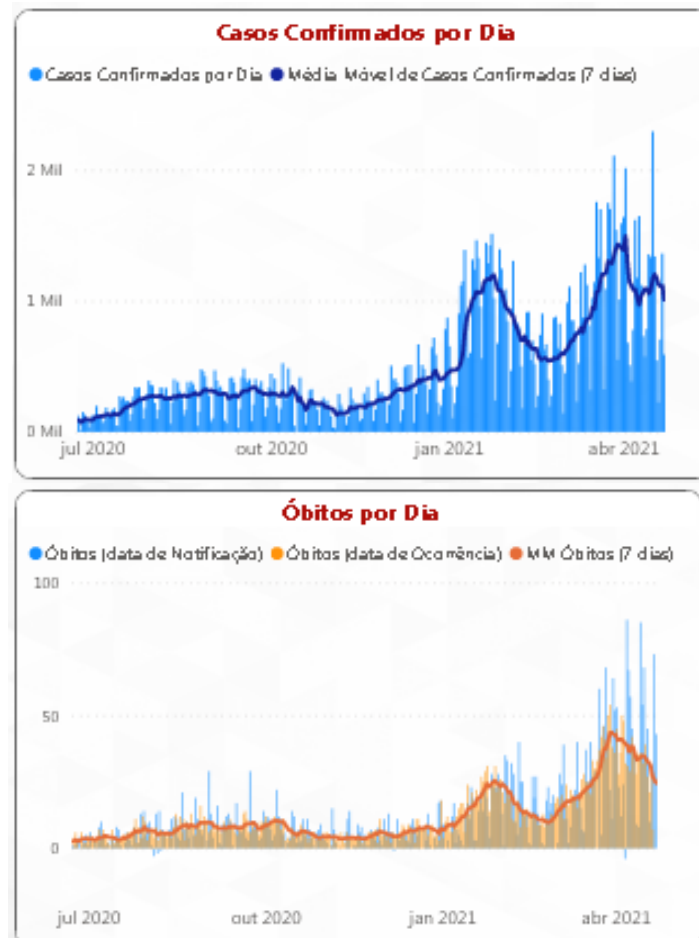 Casos Confirmados por Dia
Casos Confirmados por Dia Média Móvel de Casos Confirmados (7 dias)
2 Mil
1 Mil
0 Mil
jul 2020 out 2020 jan 2021 abr 2021
Óbitos por Dia
Óbitos (data de Notificação) Óbitos (data de Ocorrência) MM Óbitos (7 dias)
100
50
0
jul 2020 out 2020 jan 2021 abr 2021